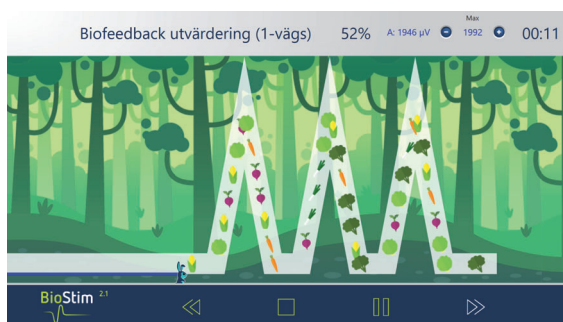 Biofeedback utvärdering (1-vägs) 52% A: 1946 µV Max 1992 00:11
BioStim 2.1